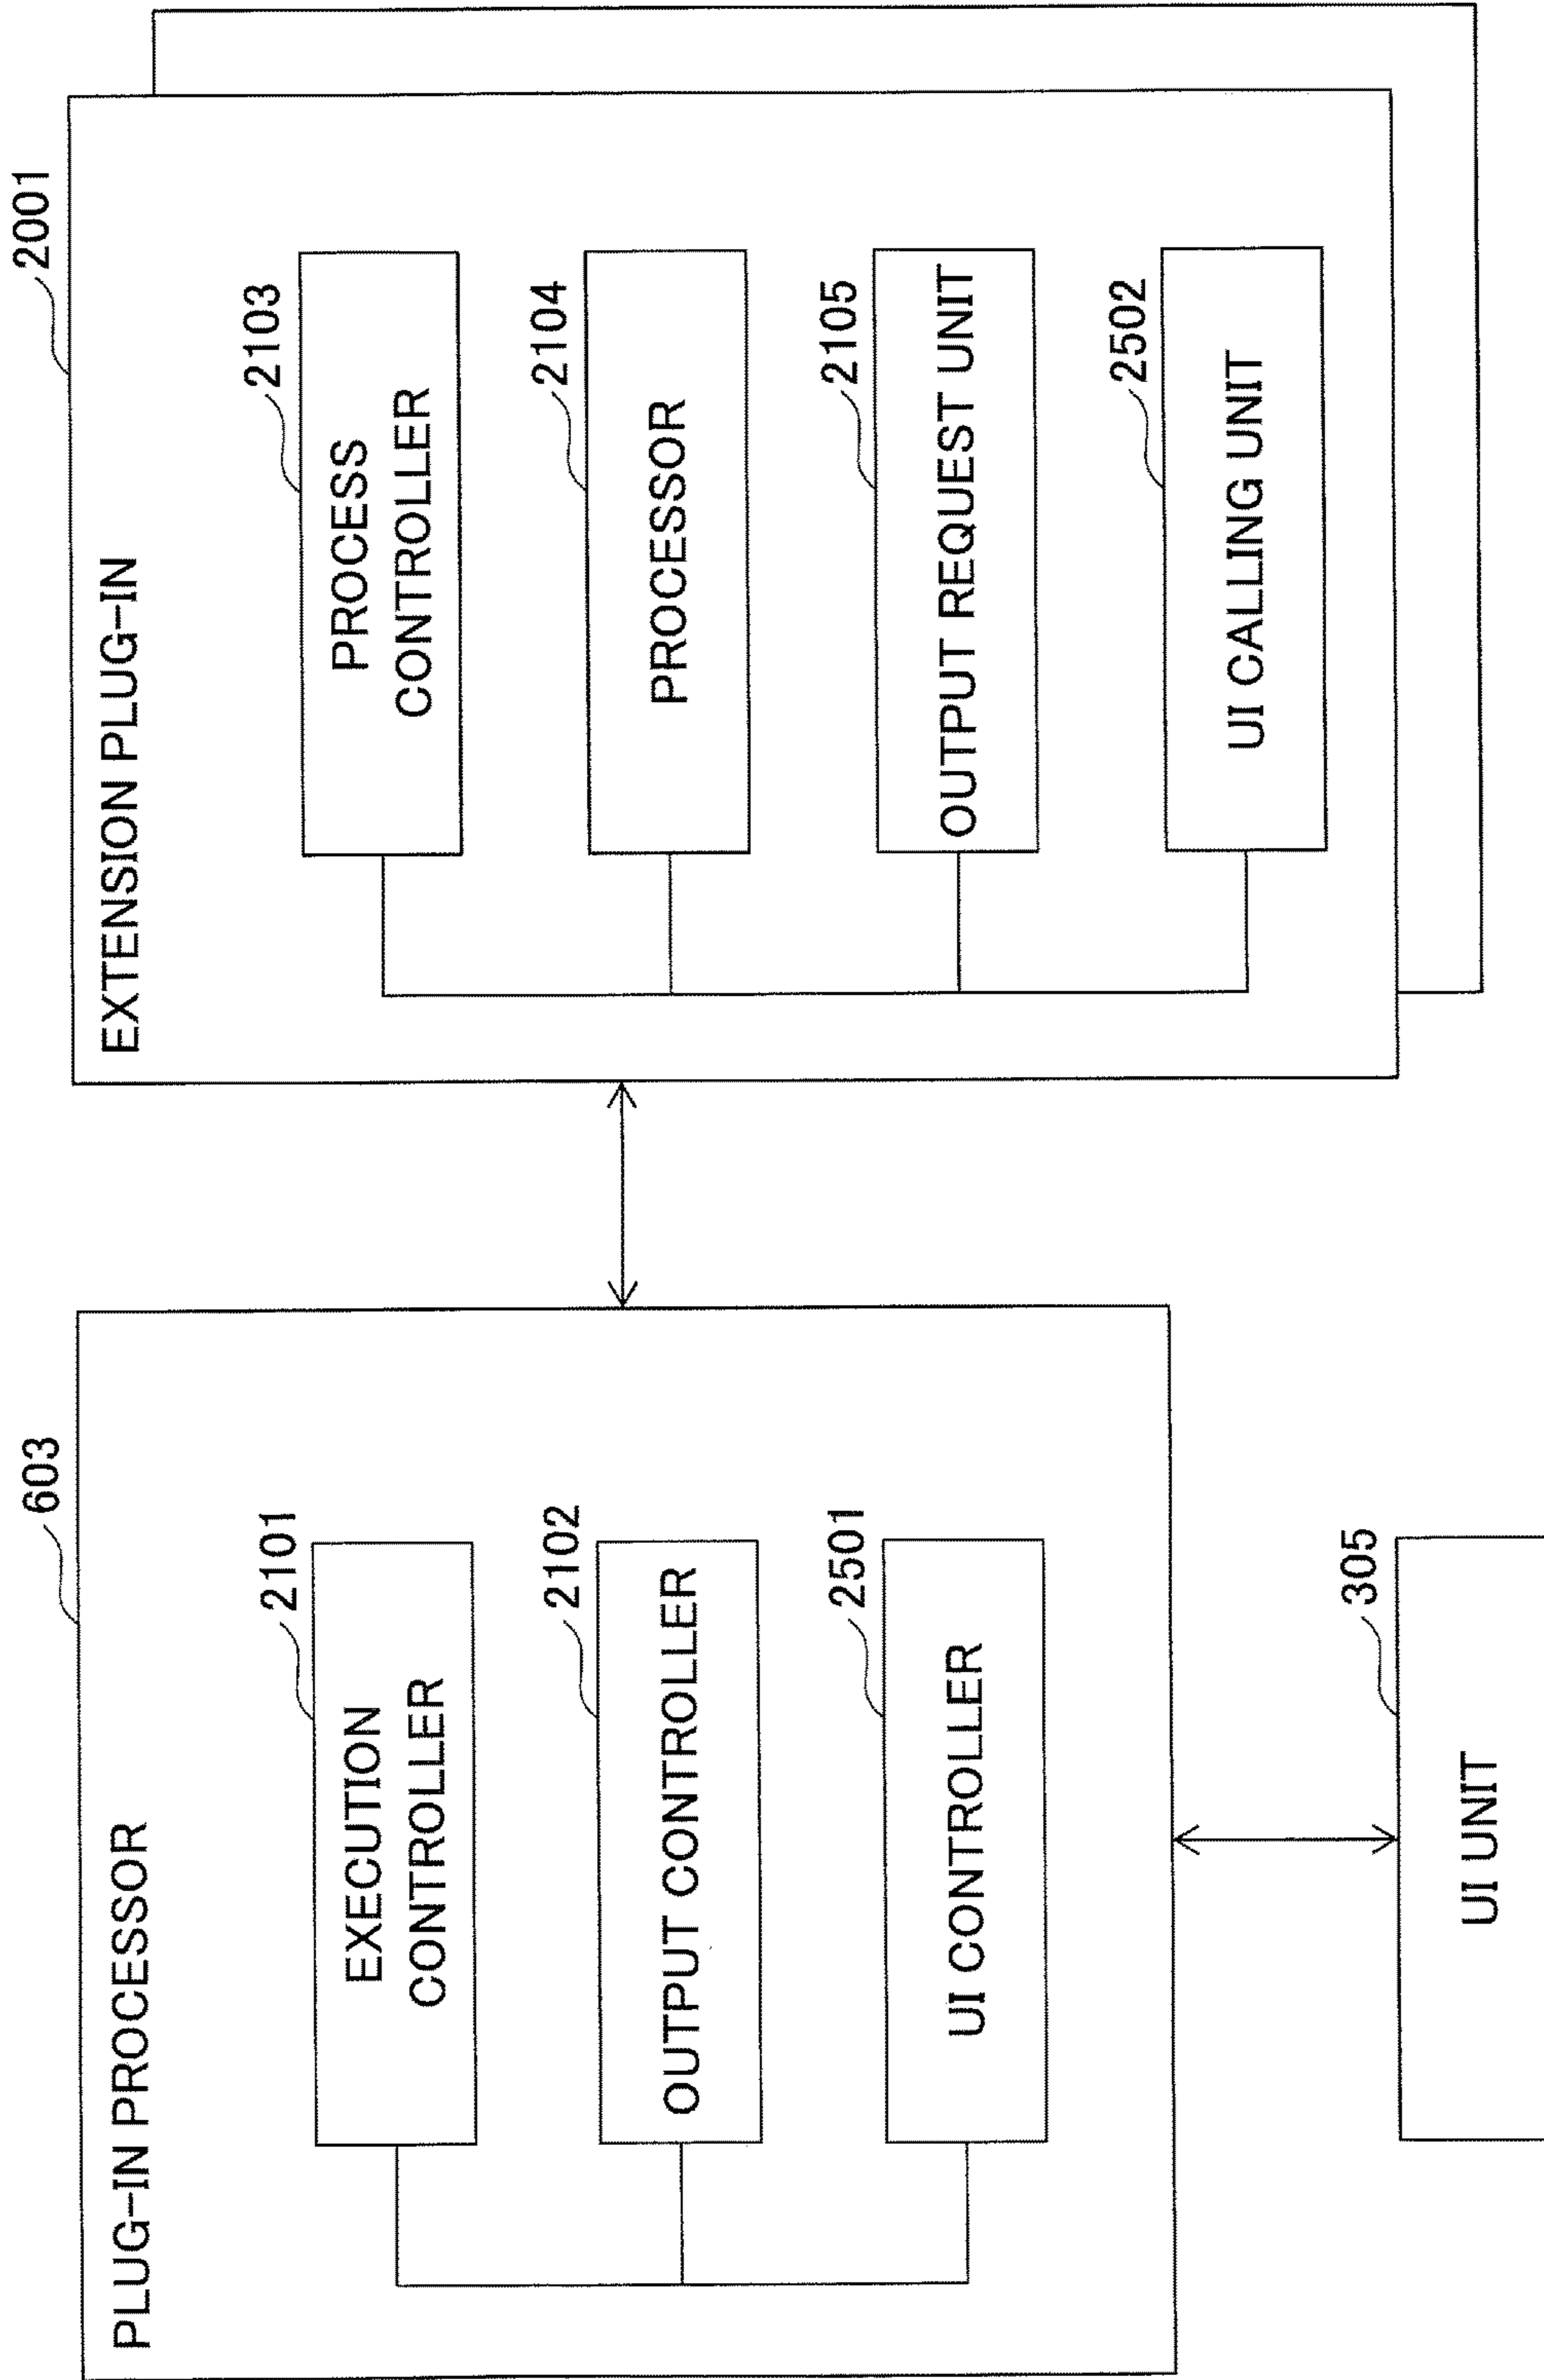 PLUG-IN PROCESSOR
603
EXECUTION
CONTROLLER
2101
OUTPUT CONTROLLER
2102
UI CONTROLLER
2501
UI UNIT
305
EXTENSION PLUG-IN
2001
PROCESS
CONTROLLER
2103
PROCESSOR
2104
OUTPUT REQUEST UNIT
2105
UI CALLING UNIT
2502